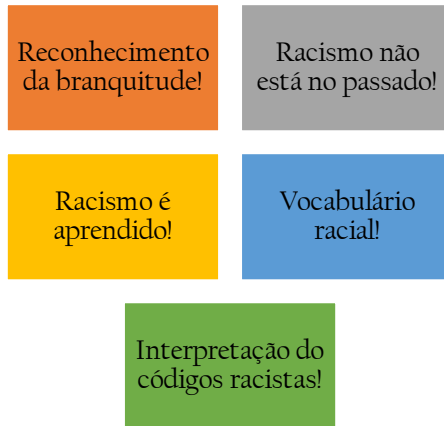 Reconhecimento
da branquitude!
Racismo não
está no passado!
Racismo é
aprendido!
Vocabulário
racial!
Interpretação do
códigos racistas!